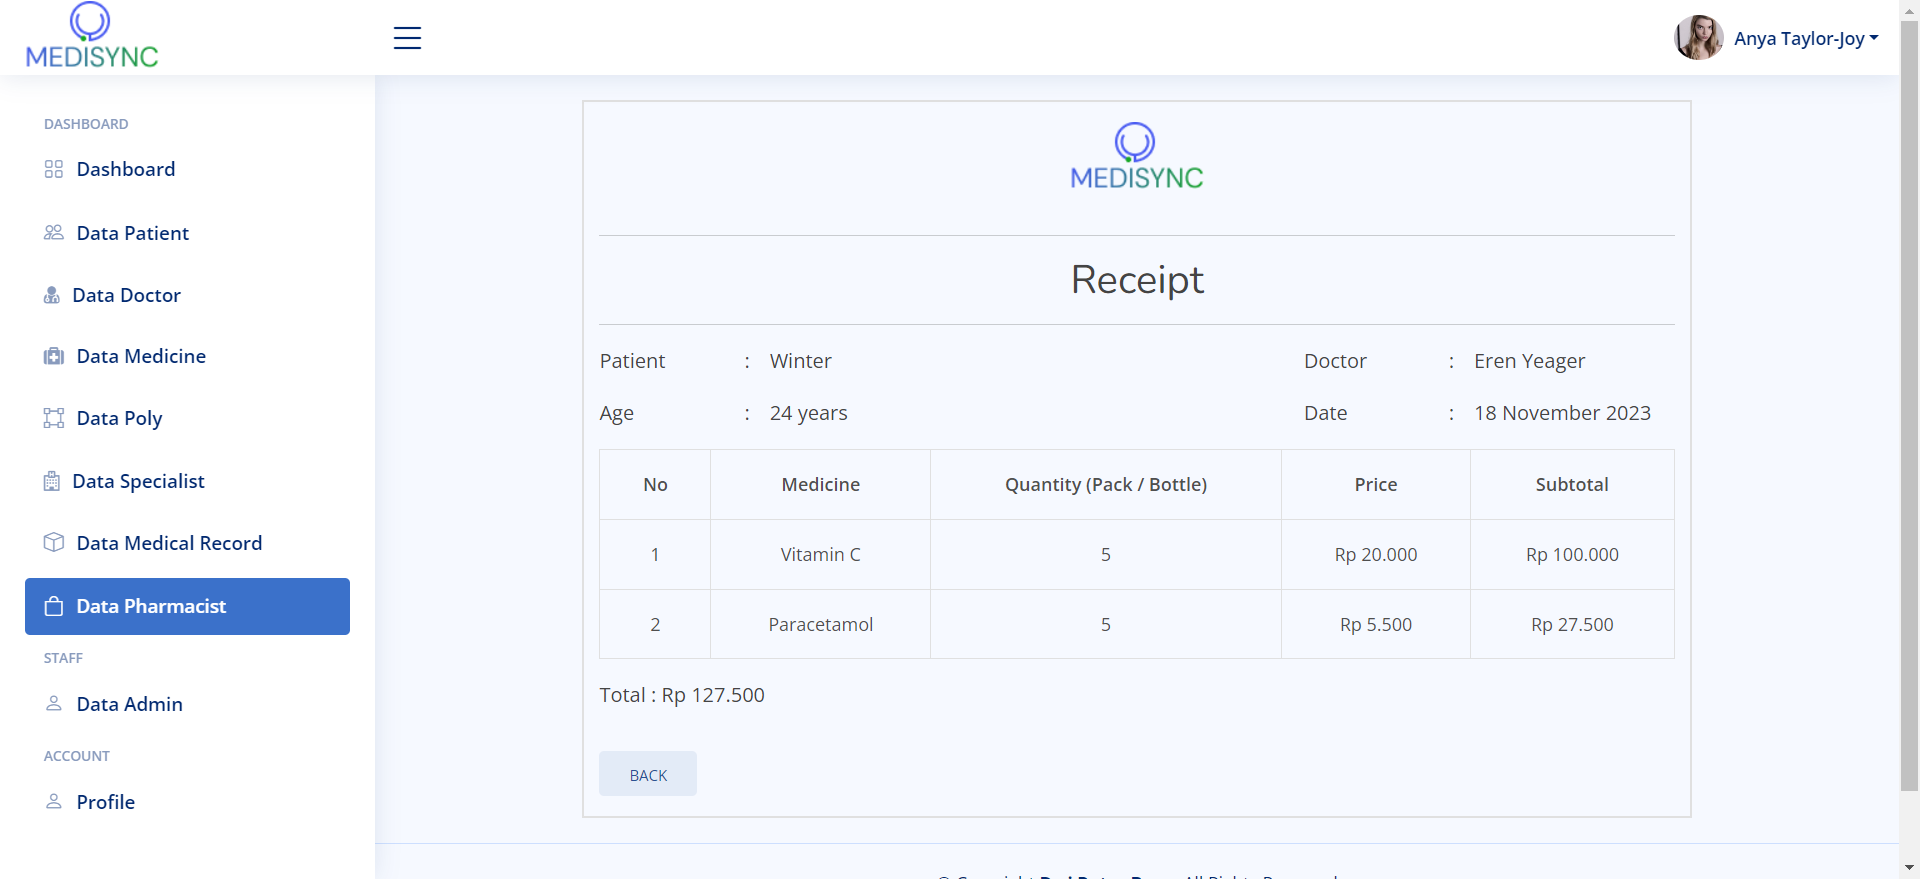 MEDISYNC
Anya Taylor-Joy
DASHBOARD
Dashboard
Data Patient
Data Doctor
Data Medicine
Data Poly
Data Specialist
Data Medical Record
Data Pharmacist
STAFF
Data Admin
ACCOUNT
Profile
MEDISYNC
Receipt
Patient : Winter Doctor : Eren Yeager
Age : 24 years Date : 18 November 2023
No Medicine Quantity (Pack / Bottle) Price Subtotal
1 Vitamin C 5 Rp 20.000 Rp 100.000
2 Paracetamol 5 Rp 5.500 Rp 27.500
Total : Rp 127.500
BACK